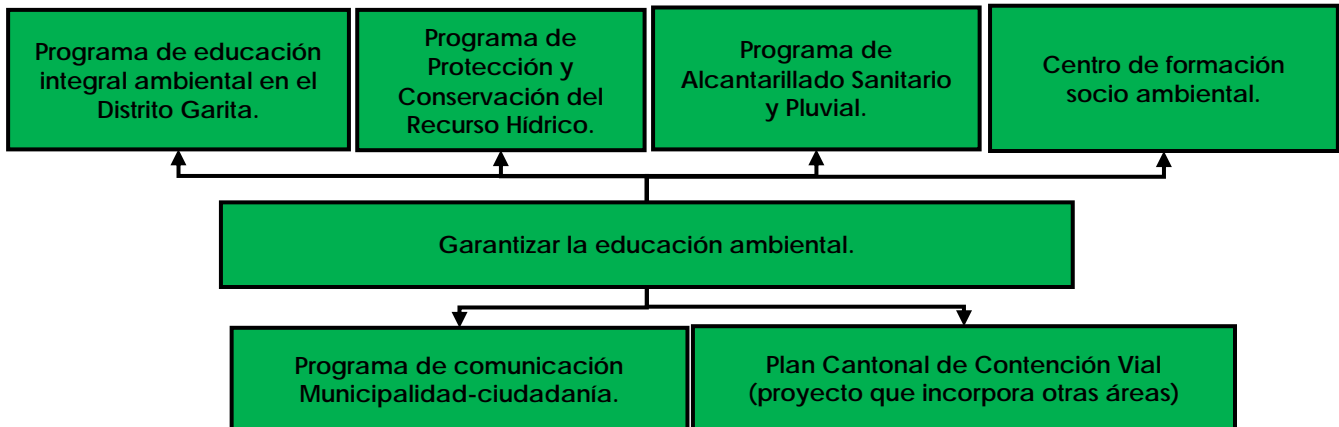 Programa de educación
integral ambiental en el
Distrito Garita.
Programa de
Protección y
Conservación del
Recurso Hídrico.
Programa de
Alcantarillado Sanitario
y Pluvial.
Centro de formación
socio ambiental.
Garantizar la educación ambiental.
Programa de comunicación
Municipalidad-ciudadanía.
Plan Cantonal de Contención Vial
(proyecto que incorpora otras áreas)